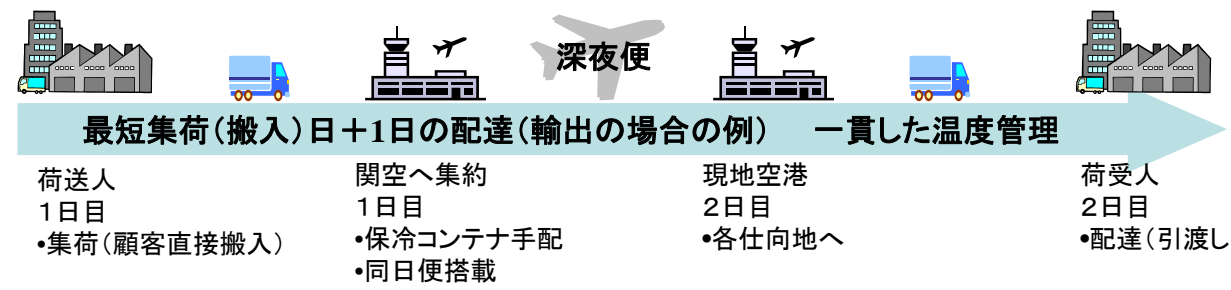 深夜便
最短集荷（搬入）日＋1日の配達（輸出の場合の例）　一貫した温度管理
荷送人
１日目
•集荷（顧客直接搬入）
関空へ集約
１日目
•保冷コンテナ手配
•同日便搭載
現地空港
２日目
•各仕向地へ
荷受人
２日目
•配達（引渡し